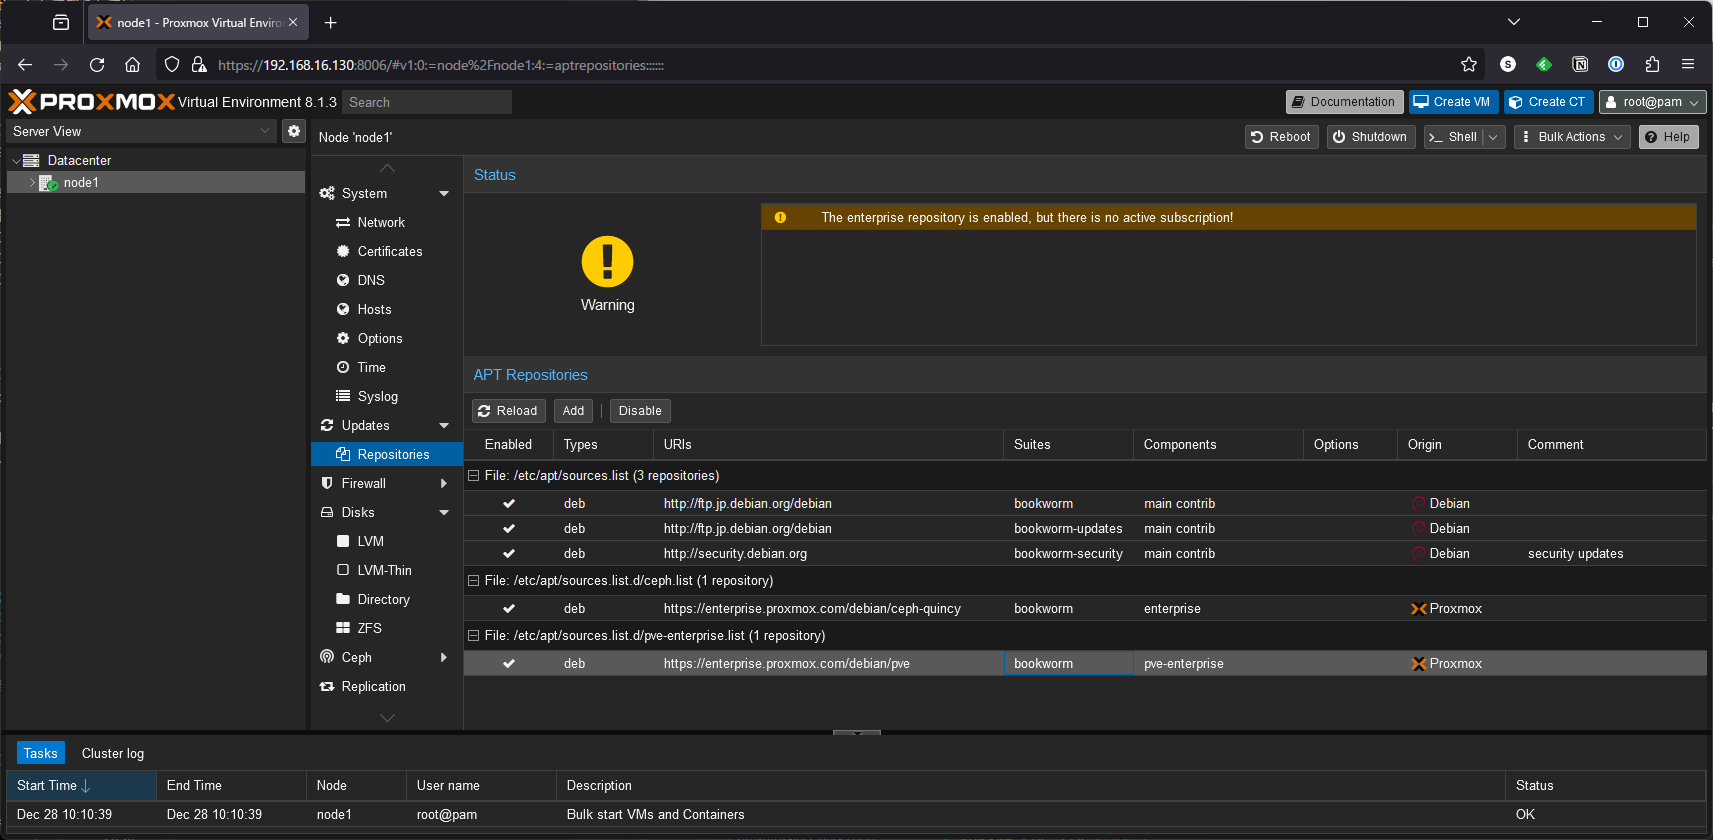 node1 - Proxmox Virtual Enviro
https://192.168.16.130:8006/#v1:0:=node%2Fnode1:4:=aptrepositories::::::
PROXMOX Virtual Environment 8.1.3 Search Documentation Create VM Create CT root@pam
Server View
Node 'node1' Reboot Shutdown Shell Bulk Actions Help
Datacenter
node1
System
Network
Certificates
DNS
Hosts
Options
Time
Syslog
Updates
Repositories
Firewall
Disks
LVM
LVM-Thin
Directory
ZFS
Ceph
Replication
Status
The enterprise repository is enabled, but there is no active subscription!
Warning
APT Repositories
Reload Add Disable
Enabled Types URIs Suites Components Options Origin Comment
File: /etc/apt/sources.list (3 repositories)
deb http://ftp.jp.debian.org/debian bookworm main contrib Debian
deb http://ftp.jp.debian.org/debian bookworm-updates main contrib Debian
deb http://security.debian.org bookworm-security main contrib Debian security updates
File: /etc/apt/sources.list.d/ceph.list (1 repository)
deb https://enterprise.proxmox.com/debian/ceph-quincy bookworm enterprise Proxmox
File: /etc/apt/sources.list.d/pve-enterprise.list (1 repository)
deb https://enterprise.proxmox.com/debian/pve bookworm pve-enterprise Proxmox
Tasks Cluster log
Start Time End Time Node User name Description Status
Dec 28 10:10:39 Dec 28 10:10:39 node1 root@pam Bulk start VMs and Containers OK